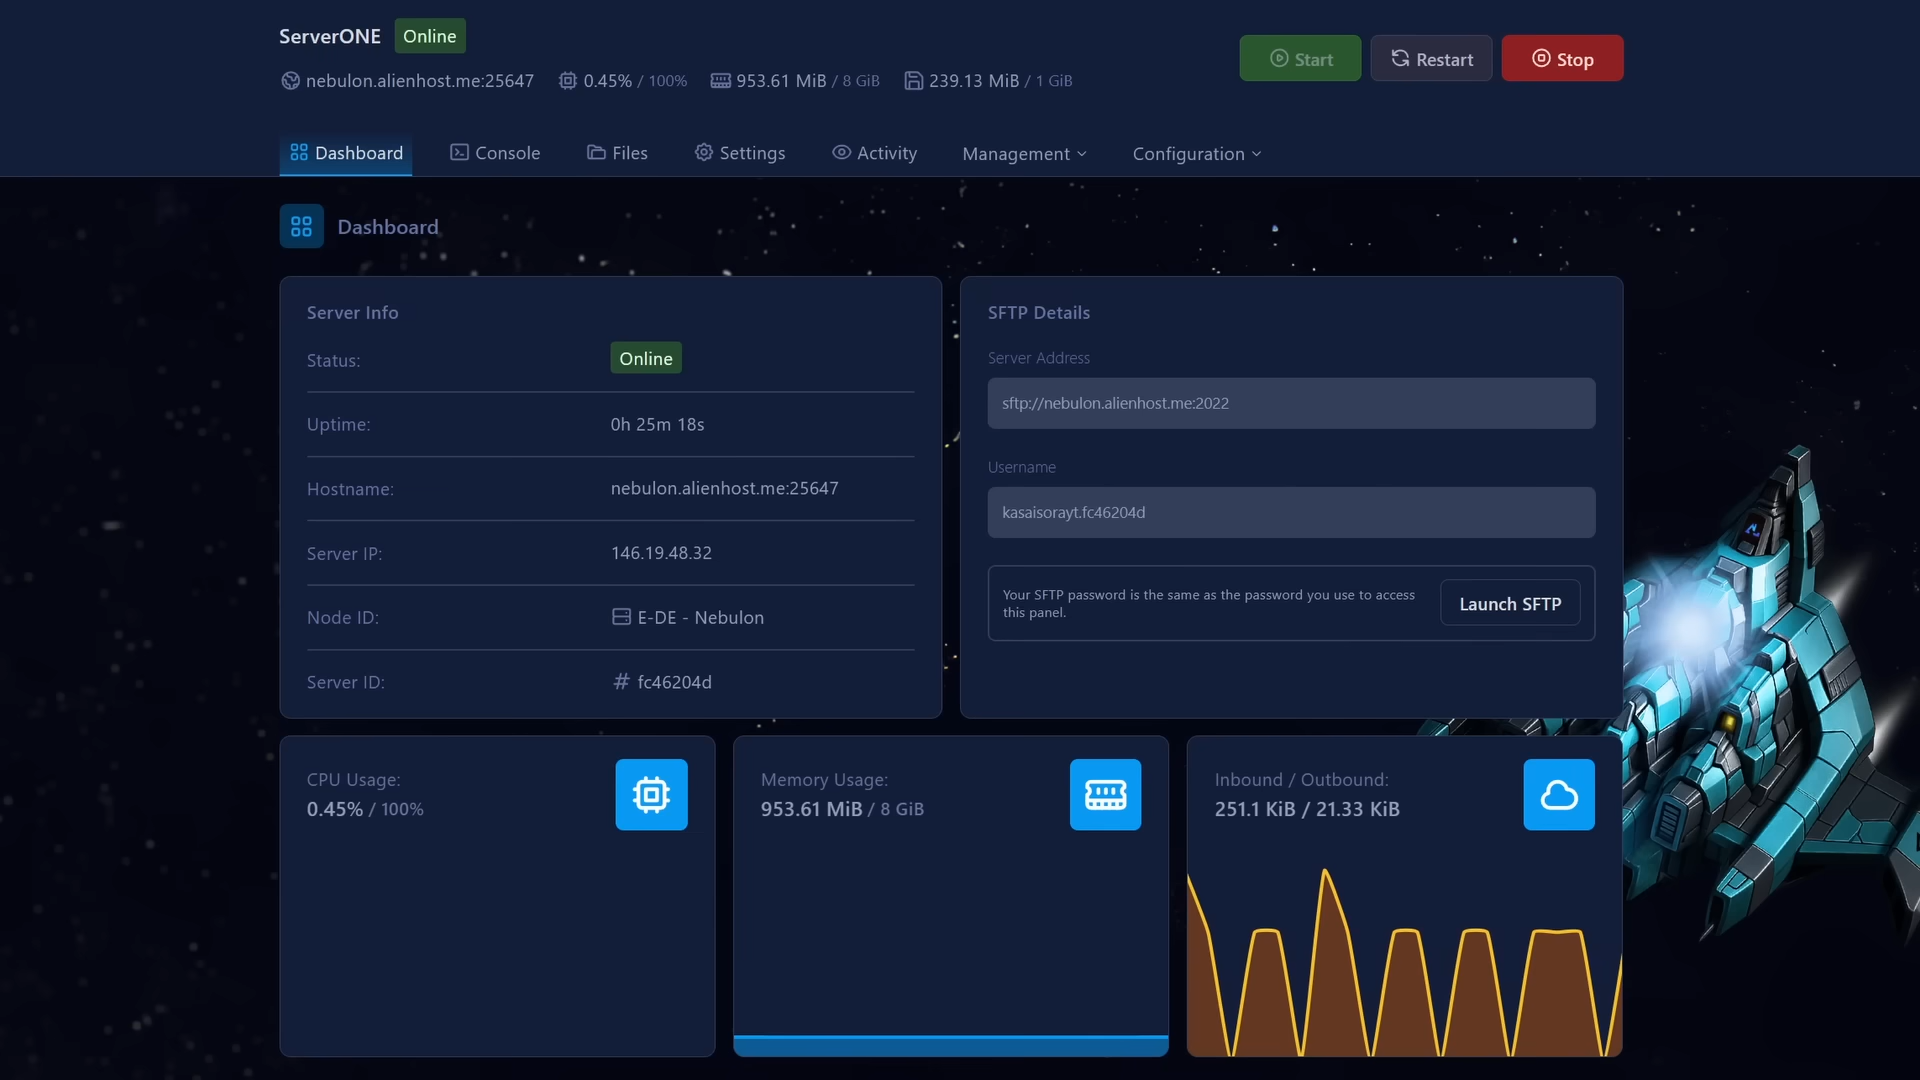 ServerONE Online
nebulon.alienhost.me:25647 0.45% / 100% 953.61 MiB / 8 GiB 239.13 MiB / 1 GiB
Start Restart Stop
Dashboard Console Files Settings Activity Management Configuration
Dashboard
Server Info
Status: Online
Uptime: 0h 25m 18s
Hostname: nebulon.alienhost.me:25647
Server IP: 146.19.48.32
Node ID: E-DE - Nebulon
Server ID: # fc46204d
SFTP Details
Server Address
sftp://nebulon.alienhost.me:2022
Username
kasaisorayt.fc46204d
Your SFTP password is the same as the password you use to access
this panel.
Launch SFTP
CPU Usage:
0.45% / 100%
Memory Usage:
953.61 MiB / 8 GiB
Inbound / Outbound:
251.1 KiB / 21.33 KiB